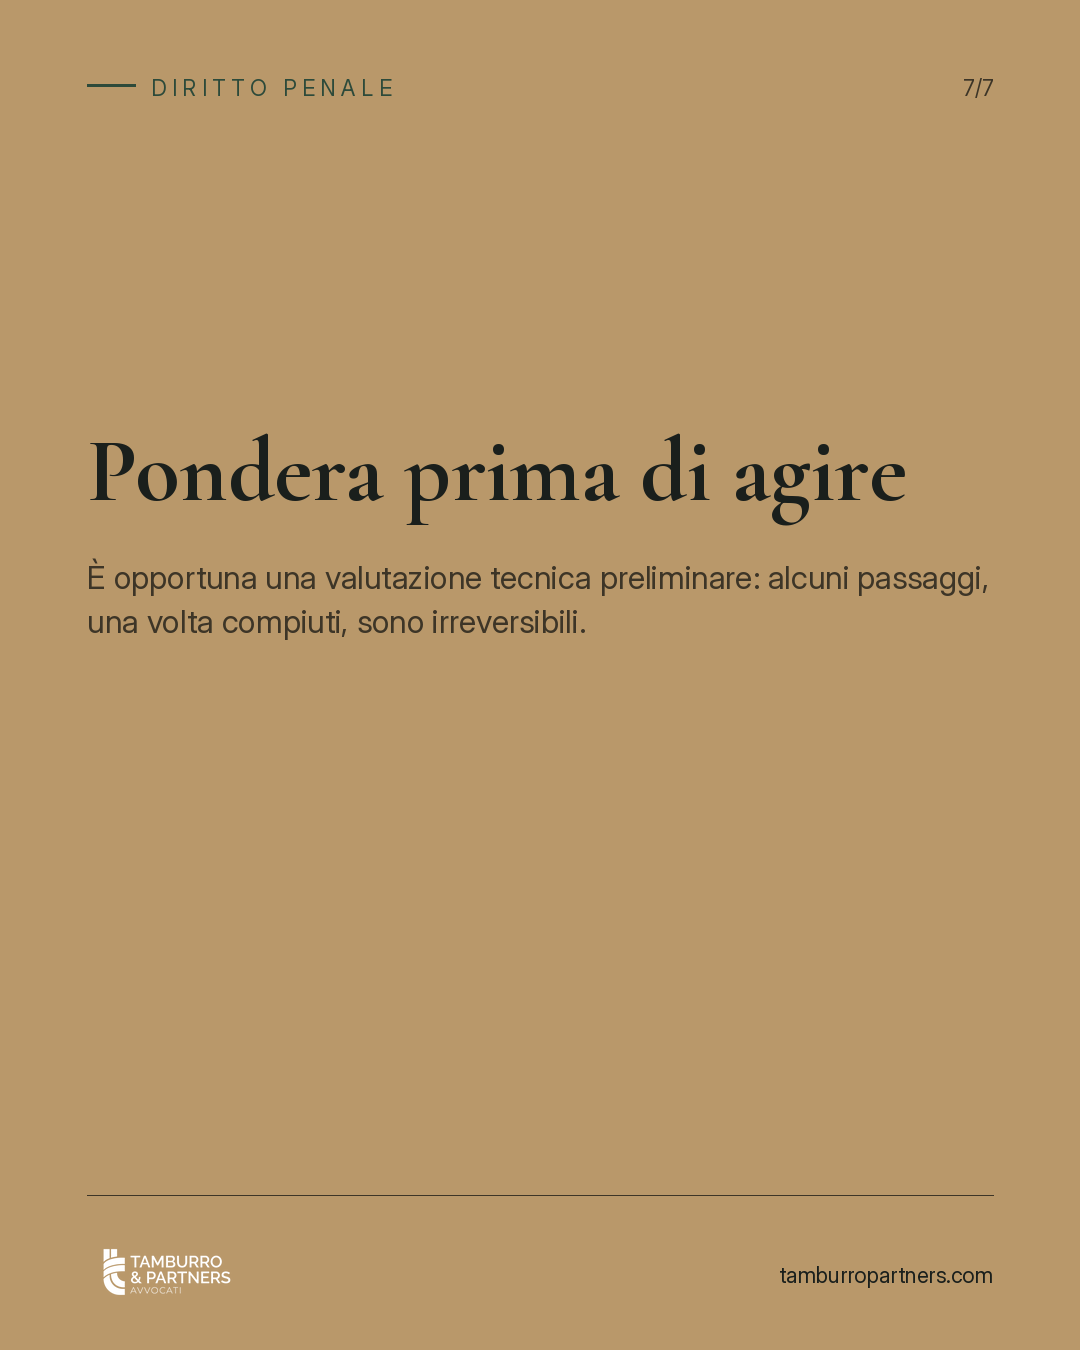 DIRITTO PENALE
7/7
Pondera prima di agire
È opportuna una valutazione tecnica preliminare: alcuni passaggi,
una volta compiuti, sono irreversibili.
TAMBURRO
& PARTNERS
AVVOCATI
tamburropartners.com